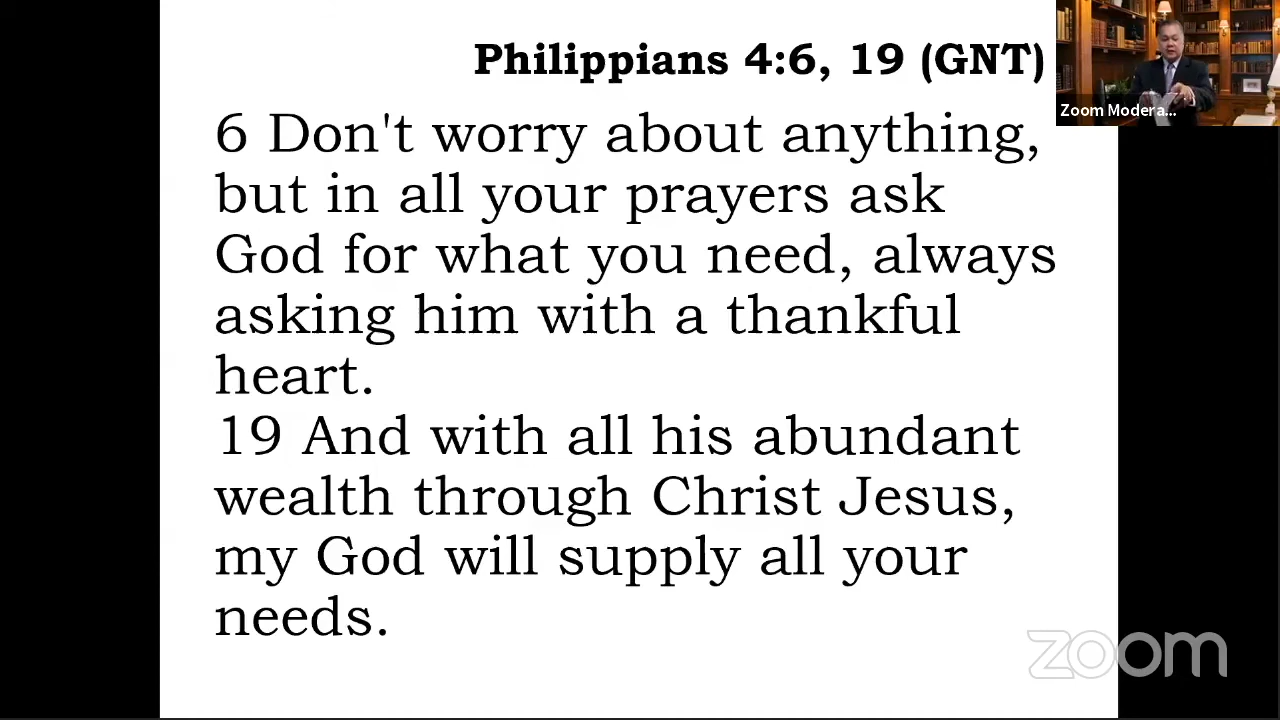 Philippians 4:6, 19 (GNT)
Zoom Modera...
6 Don't worry about anything,
but in all your prayers ask
God for what you need, always
asking him with a thankful
heart.
19 And with all his abundant
wealth through Christ Jesus,
my God will supply all your
needs.
zoom